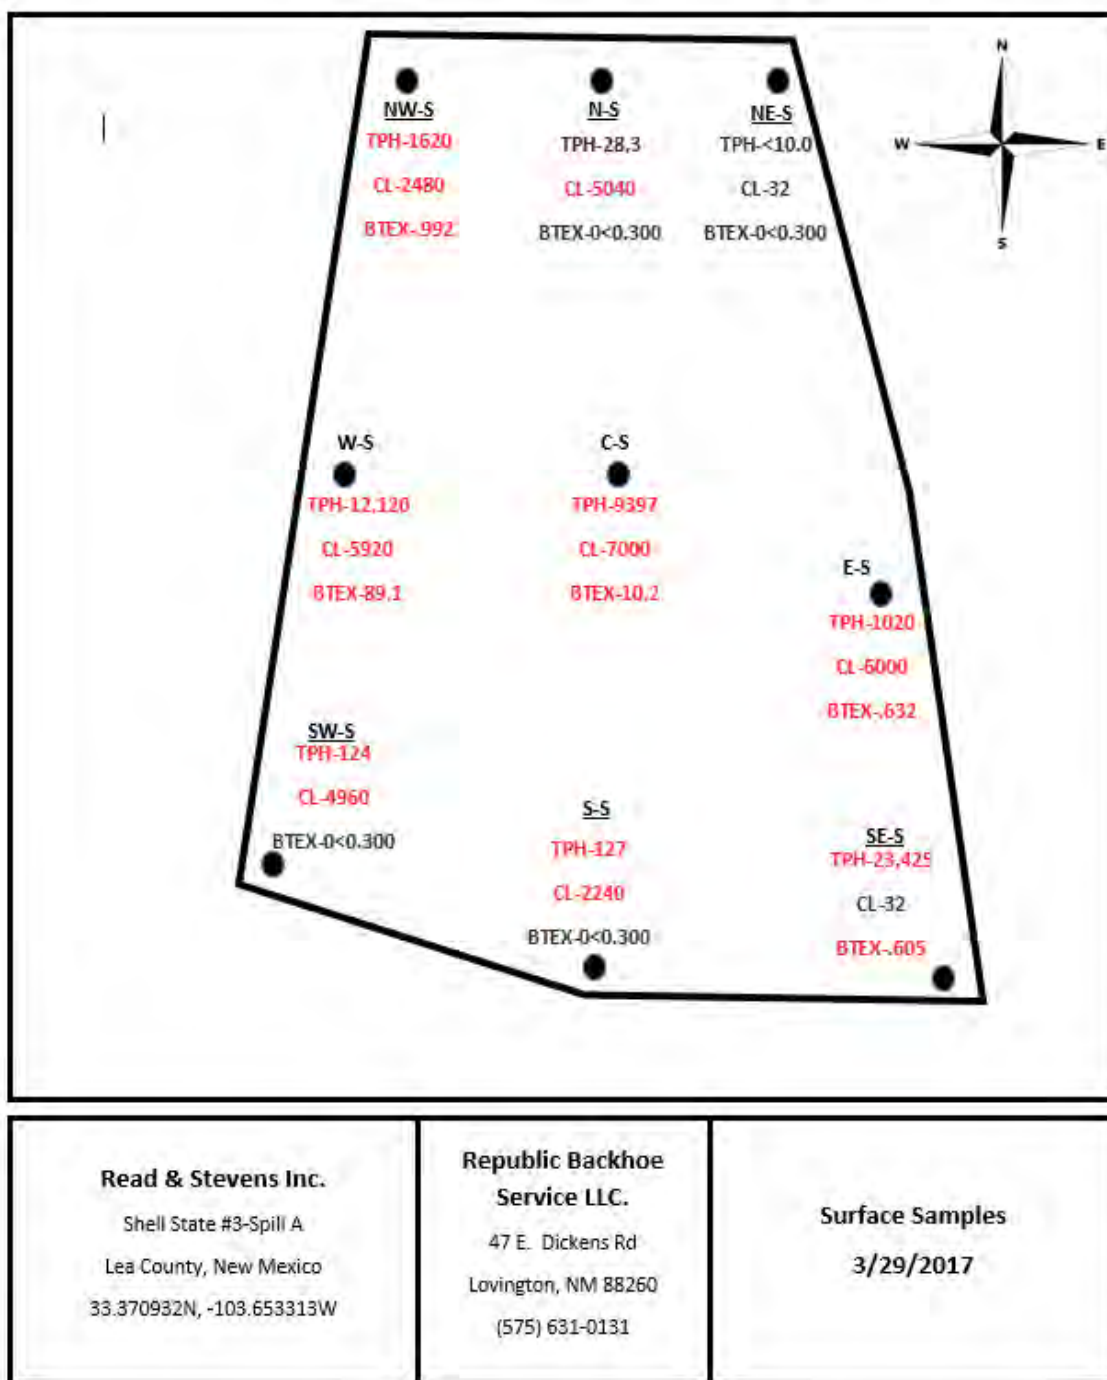 N
W
E
S
NW-S
TPH-1620
CL-2480
BTEX-.992
N-S
TPH-28.3
CL-5040
BTEX-0<0.300
NE-S
TPH-<10.0
CL-32
BTEX-0<0.300
W-S
TPH-12,120
CL-5920
BTEX-89.1
C-S
TPH-9397
CL-7000
BTEX-10.2
E-S
TPH-1020
CL-6000
BTEX-.632
SW-S
TPH-124
CL-4960
BTEX-0<0.300
S-S
TPH-127
CL-2240
BTEX-0<0.300
SE-S
TPH-23,425
CL-32
BTEX-.605
Read & Stevens Inc.
Shell State #3-Spill A
Lea County, New Mexico
33.370932N, -103.653313W
Republic Backhoe
Service LLC.
47 E. Dickens Rd
Lovington, NM 88260
(575) 631-0131
Surface Samples
3/29/2017